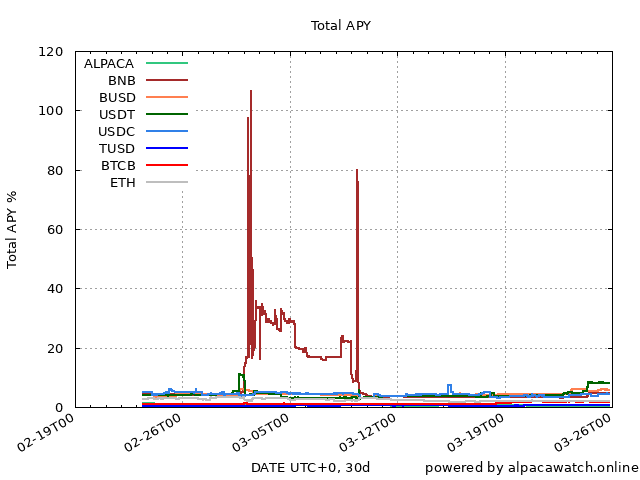 Total APY
Total APY %
120
100
80
60
40
20
0
ALPACA
BNB
BUSD
USDT
USDC
TUSD
BTCB
ETH
02-19T00
02-26T00
03-05T00
03-12T00
03-19T00
03-26T00
DATE UTC+0, 30d
powered by alpacawatch.online